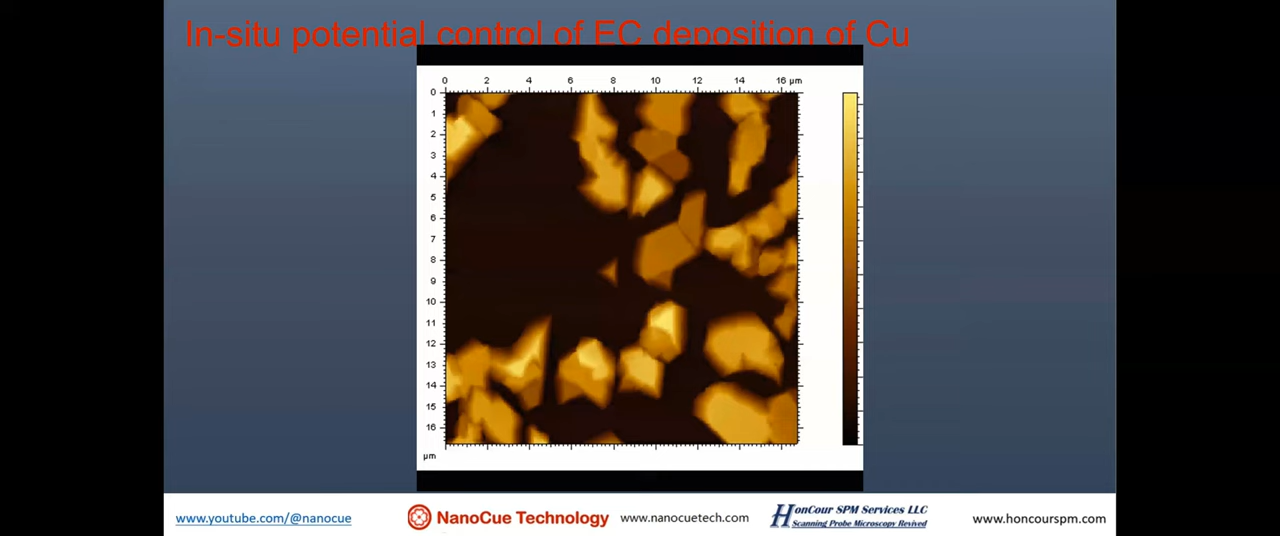 In-situ potential control of EC deposition of Cu
0 2 4 6 8 10 12 14 16 µm
0
1
2
3
4
5
6
7
8
9
10
11
12
13
14
15
16
µm
www.youtube.com/@nanocue
NanoCue Technology
www.nanocuetech.com
HonCour SPM Services LLC
Scanning Probe Microscopy Revived
www.honcourspm.com